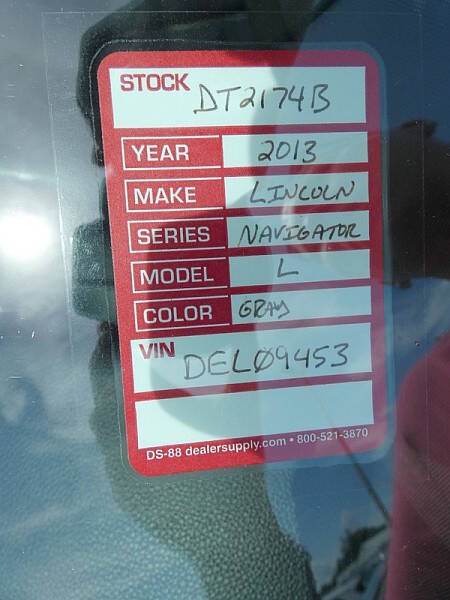 STOCK DT2174B
YEAR 2013
MAKE LINCOLN
SERIES NAVIGATOR
MODEL L
COLOR GRAY
VIN DELØ9453
DS-88 dealersupply.com • 800-521-3870